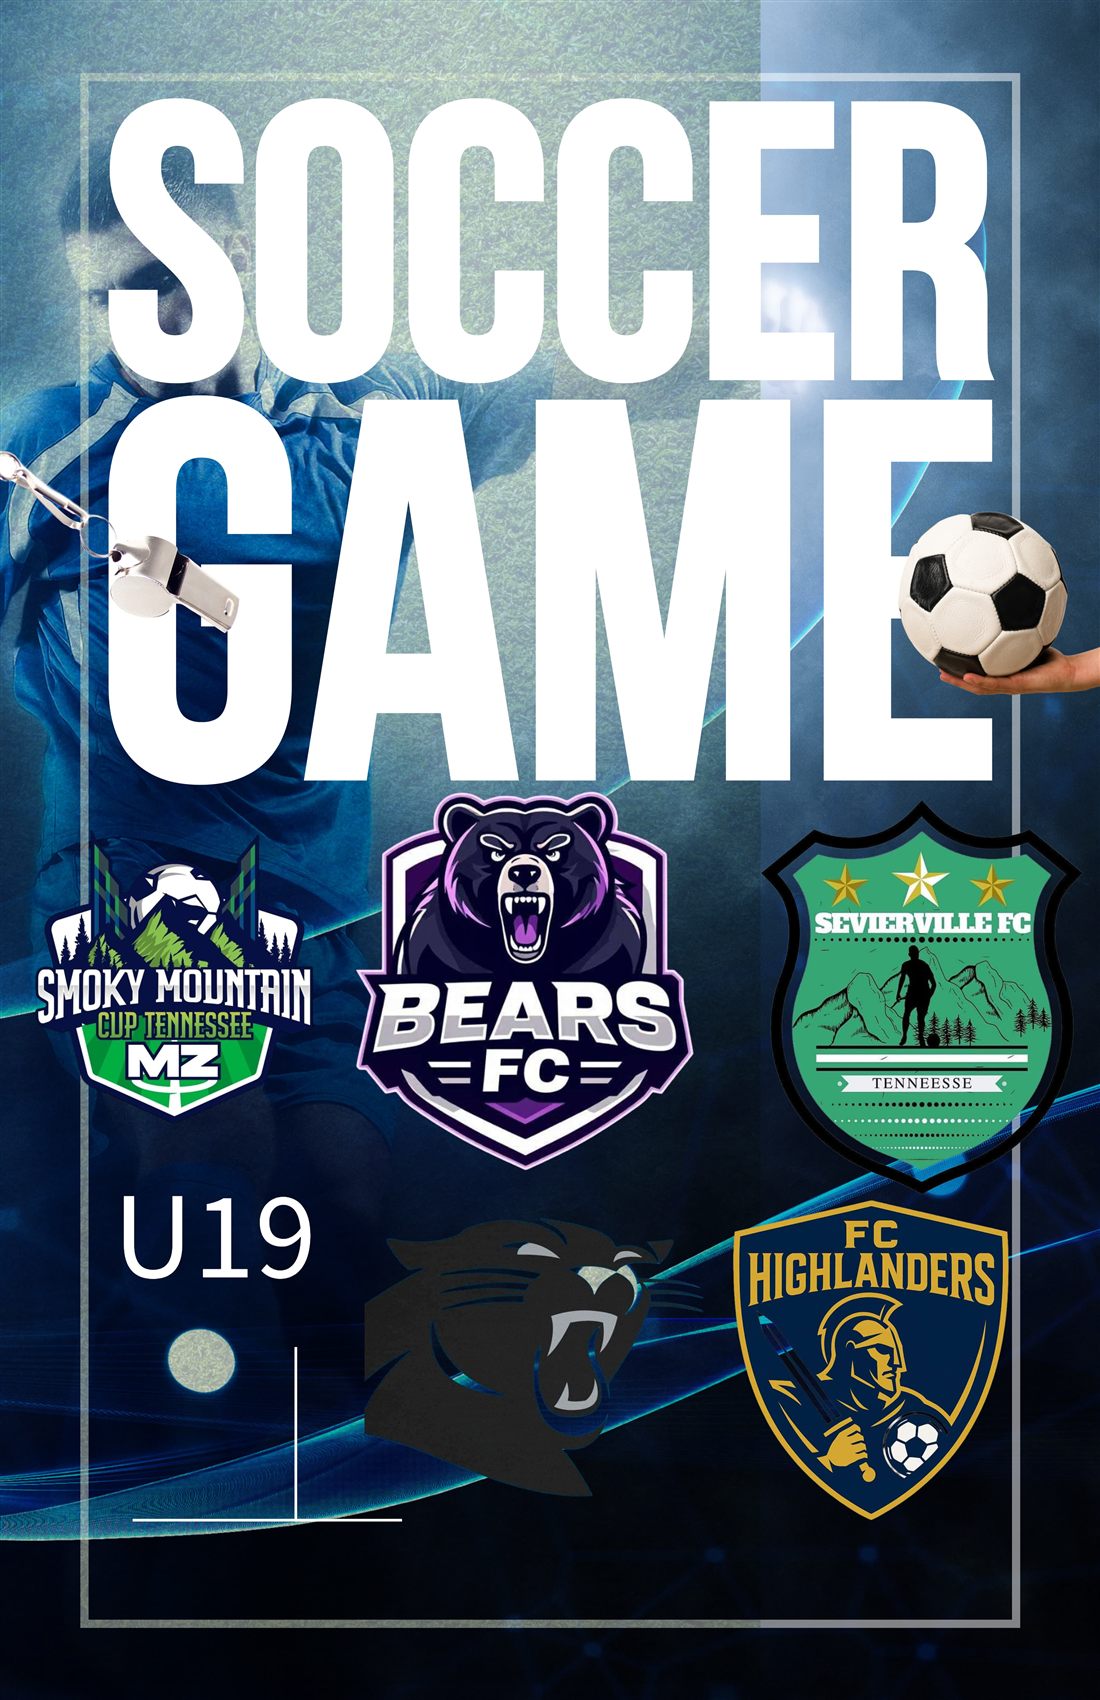 SOCCER
GAME
SMOKY MOUNTAIN
CUP TENNESSEE
MZ
BEARS
FC
SEVIERVILLE FC
TENNEESSE
U19
FC
HIGHLANDERS